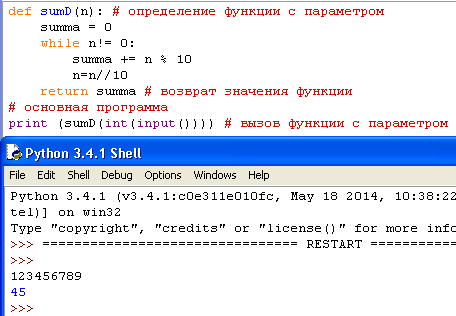 def sumD(n): # определение функции с параметром
    summa = 0
    while n!= 0:
        summa += n % 10
        n=n//10
    return summa # возврат значения функции
# основная программа
print (sumD(int(input()))) # вызов функции с параметром
Python 3.4.1 Shell
File Edit Shell Debug Options Windows Help
Python 3.4.1 (v3.4.1:c0e311e010fc, May 18 2014, 10:38:22
tel)] on win32
Type "copyright", "credits" or "license()" for more info
>>> ================================ RESTART ===========
>>>
123456789
45
>>>